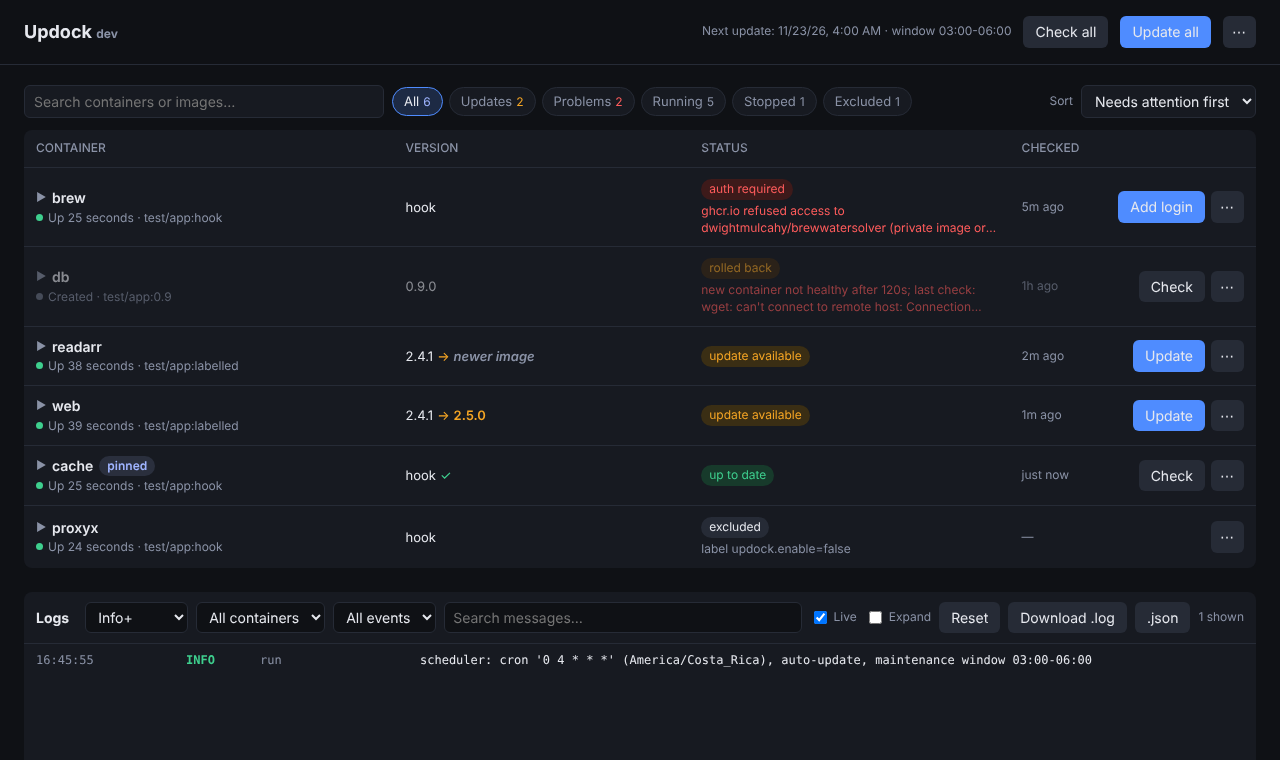 Updock dev
Next update: 11/23/26, 4:00 AM · window 03:00-06:00
Check all
Update all
...
Search containers or images...
All 6
Updates 2
Problems 2
Running 5
Stopped 1
Excluded 1
Sort
Needs attention first
CONTAINER VERSION STATUS CHECKED
brew
Up 25 seconds · test/app:hook
hook
auth required
ghcr.io refused access to
dwightmulcahy/brewwatersolver (private image or...
5m ago
Add login
...
db
Created · test/app:0.9
0.9.0
rolled back
new container not healthy after 120s; last check:
wget: can't connect to remote host: Connection...
1h ago
Check
...
readarr
Up 38 seconds · test/app:labelled
2.4.1 → newer image
update available
2m ago
Update
...
web
Up 39 seconds · test/app:labelled
2.4.1 → 2.5.0
update available
1m ago
Update
...
cache pinned
Up 25 seconds · test/app:hook
hook ✓
up to date
just now
Check
...
proxyx
Up 24 seconds · test/app:hook
hook
excluded
label updock.enable=false
—
...
Logs
Info+
All containers
All events
Search messages...
Live
Expand
Reset
Download .log
.json
1 shown
16:45:55 INFO run scheduler: cron '0 4 * * *' (America/Costa_Rica), auto-update, maintenance window 03:00-06:00